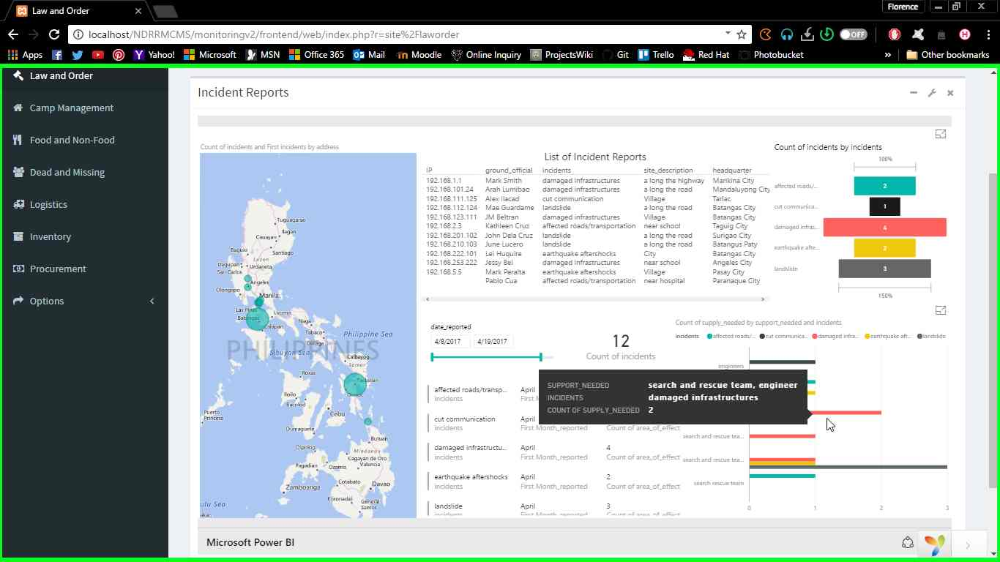 Law and Order
Florence
localhost/NDRRMCMS/monitoringv2/frontend/web/index.php?r=site%2Flaworder
OFF
Apps Yahoo! Microsoft MSN Office 365 Mail Moodle Online Inquiry ProjectsWiki Git Trello Red Hat Photobucket » Other bookmarks
Law and Order
Camp Management
Food and Non-Food
Dead and Missing
Logistics
Inventory
Procurement
Options
Incident Reports
Count of incidents and First incidents by address
Tuguegarao
Ilagan
Cauayan
Baguio
Santiago
Luzon
Dagupan
Urdaneta
San Carlos
Angeles
Olongapo
Manila
Las Piñas
Lucena
Batangas
Calapan
Naga
Tabaco
Philippine Sea
PHILIPPINES
Sibuyan Sea
Calbayog
Samar
Roxas
Tacloban
Iloilo
Ormoc
Bacolod
Cebu
Puerto
Princesa
Dumaguete
Butuan
Dipolog
Mindanao
Cagayan de Oro
Pagadian
Ozamis
Valencia
Zamboanga
Cotabato
Davao
Koronadal
General
Santos
ulu Sea
List of Incident Reports
IP ground_official incidents site_description headquarter
192.168.1.1 Mark Smith damaged infrastructures a long the highway Marikina City
192.168.101.24 Arah Lumibao damaged infrastructures a long the road Mandaluyong City
192.168.111.125 Alex Ilacad cut communication Village Tarlac
192.168.112.124 Mae Guardame landslide a long the road Batangas City
192.168.123.111 JM Beltran damaged infrastructures Village Batangas City
192.168.2.3 Kathleen Cruz affected roads/transportation near school Taguig City
192.168.201.102 John Dela Cruz landslide a long the road Surigao City
192.168.210.103 June Lucero landslide a long the road Batangus Paty
192.168.222.101 Lei Huquire earthquake aftershocks City Batangas City
192.168.253.222 Jessy Bel damaged infrastructures near school Angeles City
192.168.5.5 Mark Peralta earthquake aftershocks Village Pasay City
Pablo Cua affected roads/transportation near hospital Paranaque City
Count of incidents by incidents
100%
affected roads/... 2
cut communica... 1
damaged infras... 4
earthquake afte... 2
landslide 3
150%
date_reported
4/8/2017 4/19/2017
12
Count of incidents
affected roads/transp... April
incidents First M
cut communication April
incidents First Month_reported Count of area_of_effect
damaged infrastructu... April 4
incidents First Month_reported Count of area_of_effect
earthquake aftershocks April 2
incidents First Month_reported Count of area_of_effect
landslide April 3
incidents First Month_reported Count of area_of_effect
Count of supply_needed by support_needed and incidents
incidents affected roads/... cut communica... damaged infra... earthquake aft... landslide
engineers
SUPPORT_NEEDED search and rescue team, engineer
INCIDENTS damaged infrastructures
COUNT OF SUPPLY_NEEDED 2
search and rescue tea...
search and rescue tea...
search rescue team
0 1 2 3
Microsoft Power BI